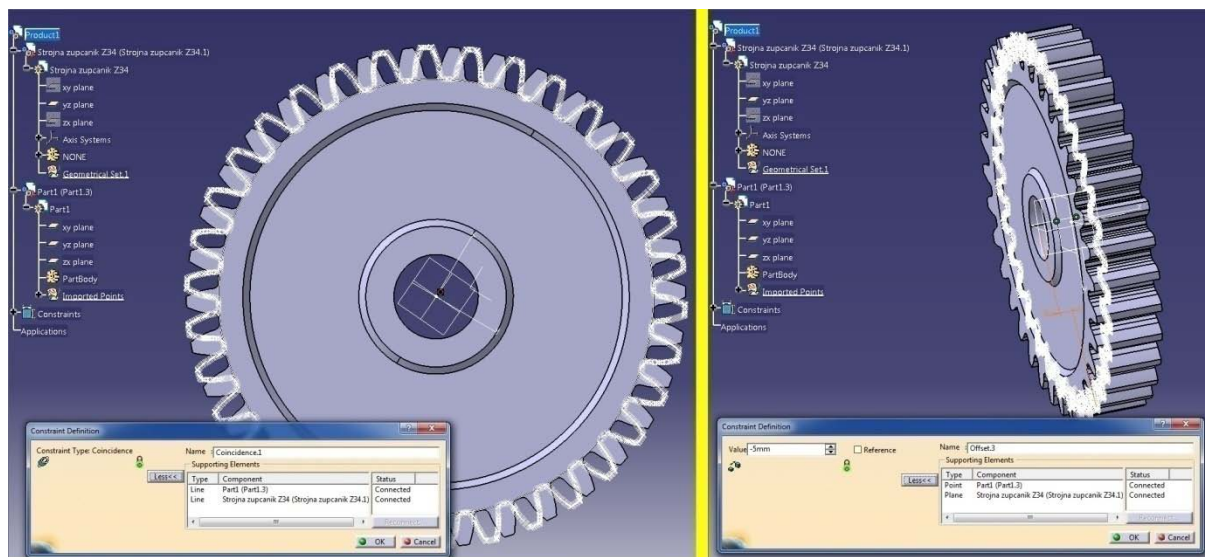 Product1
Strojna zupcanik Z34 (Strojna zupcanik Z34.1)
Strojna zupcanik Z34
xy plane
yz plane
zx plane
Axis Systems
NONE
Geometrical Set.1
Part1 (Part1.3)
Part1
xy plane
yz plane
zx plane
PartBody
Imported Points
Constraints
Applications
Constraint Definition
Constraint Type: Coincidence
Name : Coincidence.1
Supporting Elements
Less<<
Type Component Status
Line Part1 (Part1.3) Connected
Line Strojna zupcanik Z34 (Strojna zupcanik Z34.1) Connected
Reconnect...
OK Cancel
Product1
Strojna zupcanik Z34 (Strojna zupcanik Z34.1)
Strojna zupcanik Z34
xy plane
yz plane
zx plane
Axis Systems
NONE
Geometrical Set.1
Part1 (Part1.3)
Part1
xy plane
yz plane
zx plane
PartBody
Imported Points
Constraints
Applications
Constraint Definition
Value -5mm Reference Name : Offset.3
Supporting Elements
Less<<
Type Component Status
Point Part1 (Part1.3) Connected
Plane Strojna zupcanik Z34 (Strojna zupcanik Z34.1) Connected
Reconnect...
OK Cancel